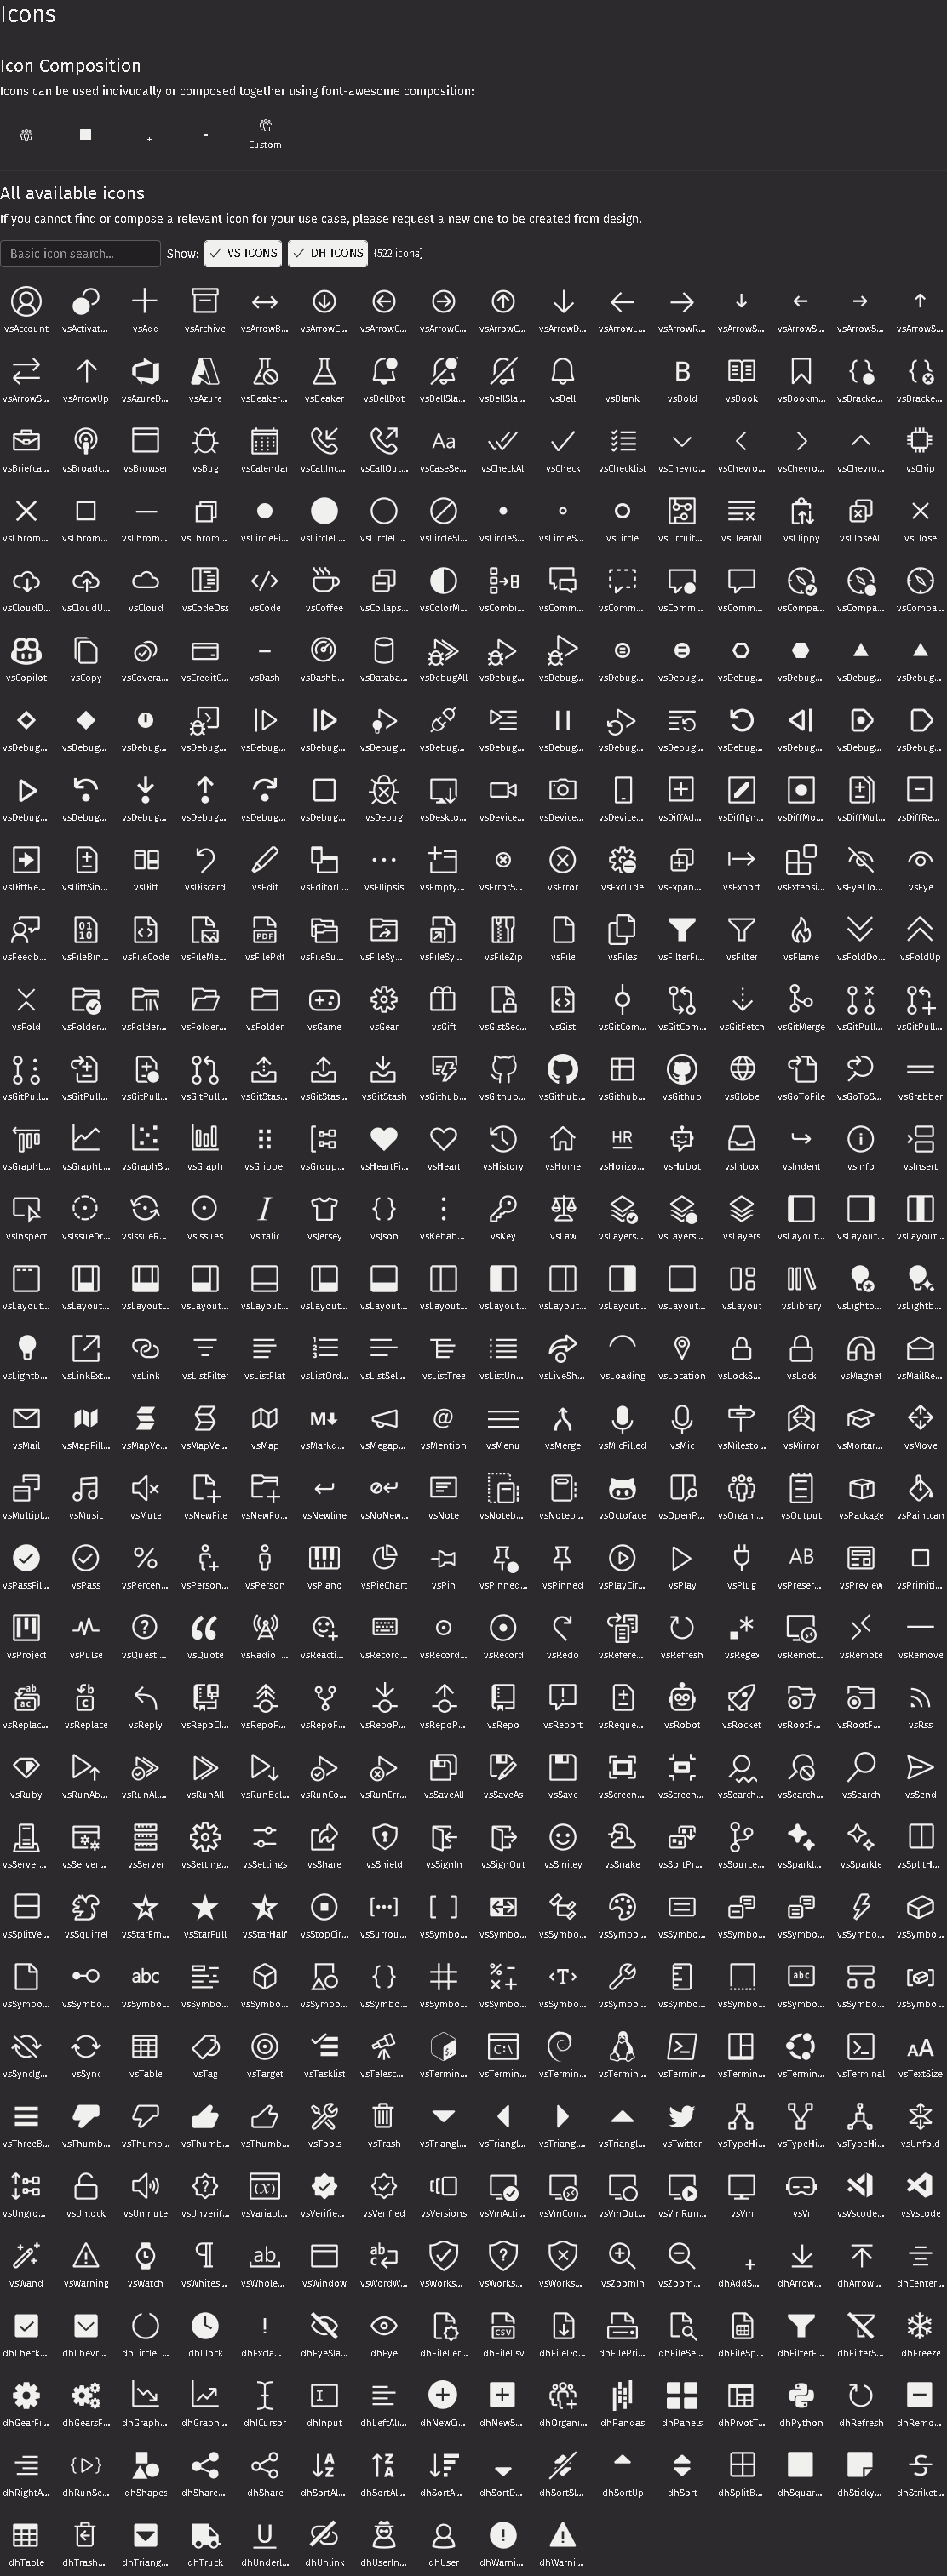 Icons
Icon Composition
Icons can be used indivudally or composed together using font-awesome composition:
+ =
Custom
All available icons
If you cannot find or compose a relevant icon for your use case, please request a new one to be created from design.
Basic icon search... Show: VS ICONS DH ICONS (522 icons)
vsAccount vsActivat... vsAdd vsArchive vsArrowB... vsArrowC... vsArrowC... vsArrowC... vsArrowC... vsArrowD... vsArrowL... vsArrowR... vsArrowS... vsArrowS... vsArrowS... vsArrowS...
vsArrowS... vsArrowUp vsAzureD... vsAzure vsBeaker... vsBeaker vsBellDot vsBellSla... vsBellSla... vsBell vsBlank vsBold vsBook vsBookm... vsBracke... vsBracke...
vsBriefca... vsBroadc... vsBrowser vsBug vsCalendar vsCallInc... vsCallOut... vsCaseSe... vsCheckAll vsCheck vsChecklist vsChevro... vsChevro... vsChevro... vsChevro... vsChip
vsChrom... vsChrom... vsChrom... vsChrom... vsCircleFi... vsCircleL... vsCircleL... vsCircleSl... vsCircleS... vsCircleS... vsCircle vsCircuit... vsClearAll vsClippy vsCloseAll vsClose
vsCloudD... vsCloudU... vsCloud vsCodeOss vsCode vsCoffee vsCollaps... vsColorM... vsCombi... vsComm... vsComm... vsComm... vsComm... vsCompa... vsCompa... vsCompa...
vsCopilot vsCopy vsCovera... vsCreditC... vsDash vsDashb... vsDataba... vsDebugAll vsDebug... vsDebug... vsDebug... vsDebug... vsDebug... vsDebug... vsDebug... vsDebug...
vsDebug... vsDebug... vsDebug... vsDebug... vsDebug... vsDebug... vsDebug... vsDebug... vsDebug... vsDebug... vsDebug... vsDebug... vsDebug... vsDebug... vsDebug... vsDebug...
vsDebug... vsDebug... vsDebug... vsDebug... vsDebug... vsDebug... vsDebug vsDeskto... vsDevice... vsDevice... vsDevice... vsDiffAd... vsDiffIgn... vsDiffMo... vsDiffMul... vsDiffRe...
vsDiffRe... vsDiffSin... vsDiff vsDiscard vsEdit vsEditorL... vsEllipsis vsEmpty... vsErrorS... vsError vsExclude vsExpan... vsExport vsExtensi... vsEyeClo... vsEye
vsFeedb... vsFileBin... vsFileCode vsFileMe... vsFilePdf vsFileSu... vsFileSy... vsFileSy... vsFileZip vsFile vsFiles vsFilterFi... vsFilter vsFlame vsFoldDo... vsFoldUp
vsFold vsFolder... vsFolder... vsFolder... vsFolder vsGame vsGear vsGift vsGistSec... vsGist vsGitCom... vsGitCom... vsGitFetch vsGitMerge vsGitPull... vsGitPull...
vsGitPull... vsGitPull... vsGitPull... vsGitPull... vsGitStas... vsGitStas... vsGitStash vsGithub... vsGithub... vsGithub... vsGithub... vsGithub vsGlobe vsGoToFile vsGoToS... vsGrabber
vsGraphL... vsGraphL... vsGraphS... vsGraph vsGripper vsGroup... vsHeartFi... vsHeart vsHistory vsHome vsHorizo... vsHubot vsInbox vsIndent vsInfo vsInsert
vsInspect vsIssueDr... vsIssueR... vsIssues vsItalic vsJersey vsJson vsKebab... vsKey vsLaw vsLayers... vsLayers... vsLayers vsLayout... vsLayout... vsLayout...
vsLayout... vsLayout... vsLayout... vsLayout... vsLayout... vsLayout... vsLayout... vsLayout... vsLayout... vsLayout... vsLayout... vsLayout... vsLayout vsLibrary vsLightb... vsLightb...
vsLightb... vsLinkExt... vsLink vsListFilter vsListFlat vsListOrd... vsListSel... vsListTree vsListUn... vsLiveSh... vsLoading vsLocation vsLockS... vsLock vsMagnet vsMailRe...
vsMail vsMapFill... vsMapVe... vsMapVe... vsMap vsMarkd... vsMegap... vsMention vsMenu vsMerge vsMicFilled vsMic vsMilesto... vsMirror vsMortar... vsMove
vsMultipl... vsMusic vsMute vsNewFile vsNewFo... vsNewline vsNoNew... vsNote vsNoteb... vsNoteb... vsOctoface vsOpenP... vsOrgani... vsOutput vsPackage vsPaintcan
vsPassFil... vsPass vsPercen... vsPerson... vsPerson vsPiano vsPieChart vsPin vsPinned... vsPinned vsPlayCir... vsPlay vsPlug vsPreser... vsPreview vsPrimiti...
vsProject vsPulse vsQuesti... vsQuote vsRadioT... vsReacti... vsRecord... vsRecord... vsRecord vsRedo vsRefere... vsRefresh vsRegex vsRemot... vsRemote vsRemove
vsReplac... vsReplace vsReply vsRepoCl... vsRepoF... vsRepoF... vsRepoP... vsRepoP... vsRepo vsReport vsReque... vsRobot vsRocket vsRootF... vsRootF... vsRss
vsRuby vsRunAb... vsRunAll... vsRunAll vsRunBel... vsRunCo... vsRunErr... vsSaveAll vsSaveAs vsSave vsScreen... vsScreen... vsSearch... vsSearch... vsSearch vsSend
vsServer... vsServer... vsServer vsSetting... vsSettings vsShare vsShield vsSignIn vsSignOut vsSmiley vsSnake vsSortPr... vsSource... vsSparkl... vsSparkle vsSplitH...
vsSplitVe... vsSquirrel vsStarEm... vsStarFull vsStarHalf vsStopCir... vsSurrou... vsSymbo... vsSymbo... vsSymbo... vsSymbo... vsSymbo... vsSymbo... vsSymbo... vsSymbo... vsSymbo...
vsSymbo... vsSymbo... vsSymbo... vsSymbo... vsSymbo... vsSymbo... vsSymbo... vsSymbo... vsSymbo... vsSymbo... vsSymbo... vsSymbo... vsSymbo... vsSymbo... vsSymbo... vsSymbo...
vsSyncIg... vsSync vsTable vsTag vsTarget vsTasklist vsTelesc... vsTermin... vsTermin... vsTermin... vsTermin... vsTermin... vsTermin... vsTermin... vsTerminal vsTextSize
vsThreeB... vsThumb... vsThumb... vsThumb... vsThumb... vsTools vsTrash vsTriangl... vsTriangl... vsTriangl... vsTriangl... vsTwitter vsTypeHi... vsTypeHi... vsTypeHi... vsUnfold
vsUngro... vsUnlock vsUnmute vsUnverif... vsVariabl... vsVerifie... vsVerified vsVersions vsVmActi... vsVmCon... vsVmOut... vsVmRun... vsVm vsVr vsVscode... vsVscode
vsWand vsWarning vsWatch vsWhites... vsWhole... vsWindow vsWordW... vsWorks... vsWorks... vsWorks... vsZoomIn vsZoom... dhAddS... dhArrow... dhArrow... dhCenter...
dhCheck... dhChevr... dhCircleL... dhClock dhExcla... dhEyeSla... dhEye dhFileCer... dhFileCsv dhFileDo... dhFilePri... dhFileSe... dhFileSp... dhFilterF... dhFilterS... dhFreeze
dhGearFi... dhGearsF... dhGraph... dhGraph... dhICursor dhInput dhLeftAli... dhNewCi... dhNewS... dhOrgani... dhPandas dhPanels dhPivotT... dhPython dhRefresh dhRemo...
dhRightA... dhRunSe... dhShapes dhShare... dhShare dhSortAl... dhSortAl... dhSortA... dhSortD... dhSortSl... dhSortUp dhSort dhSplitB... dhSquar... dhSticky... dhStriket...
dhTable dhTrash... dhTriang... dhTruck dhUnderl... dhUnlink dhUserIn... dhUser dhWarni... dhWarni...